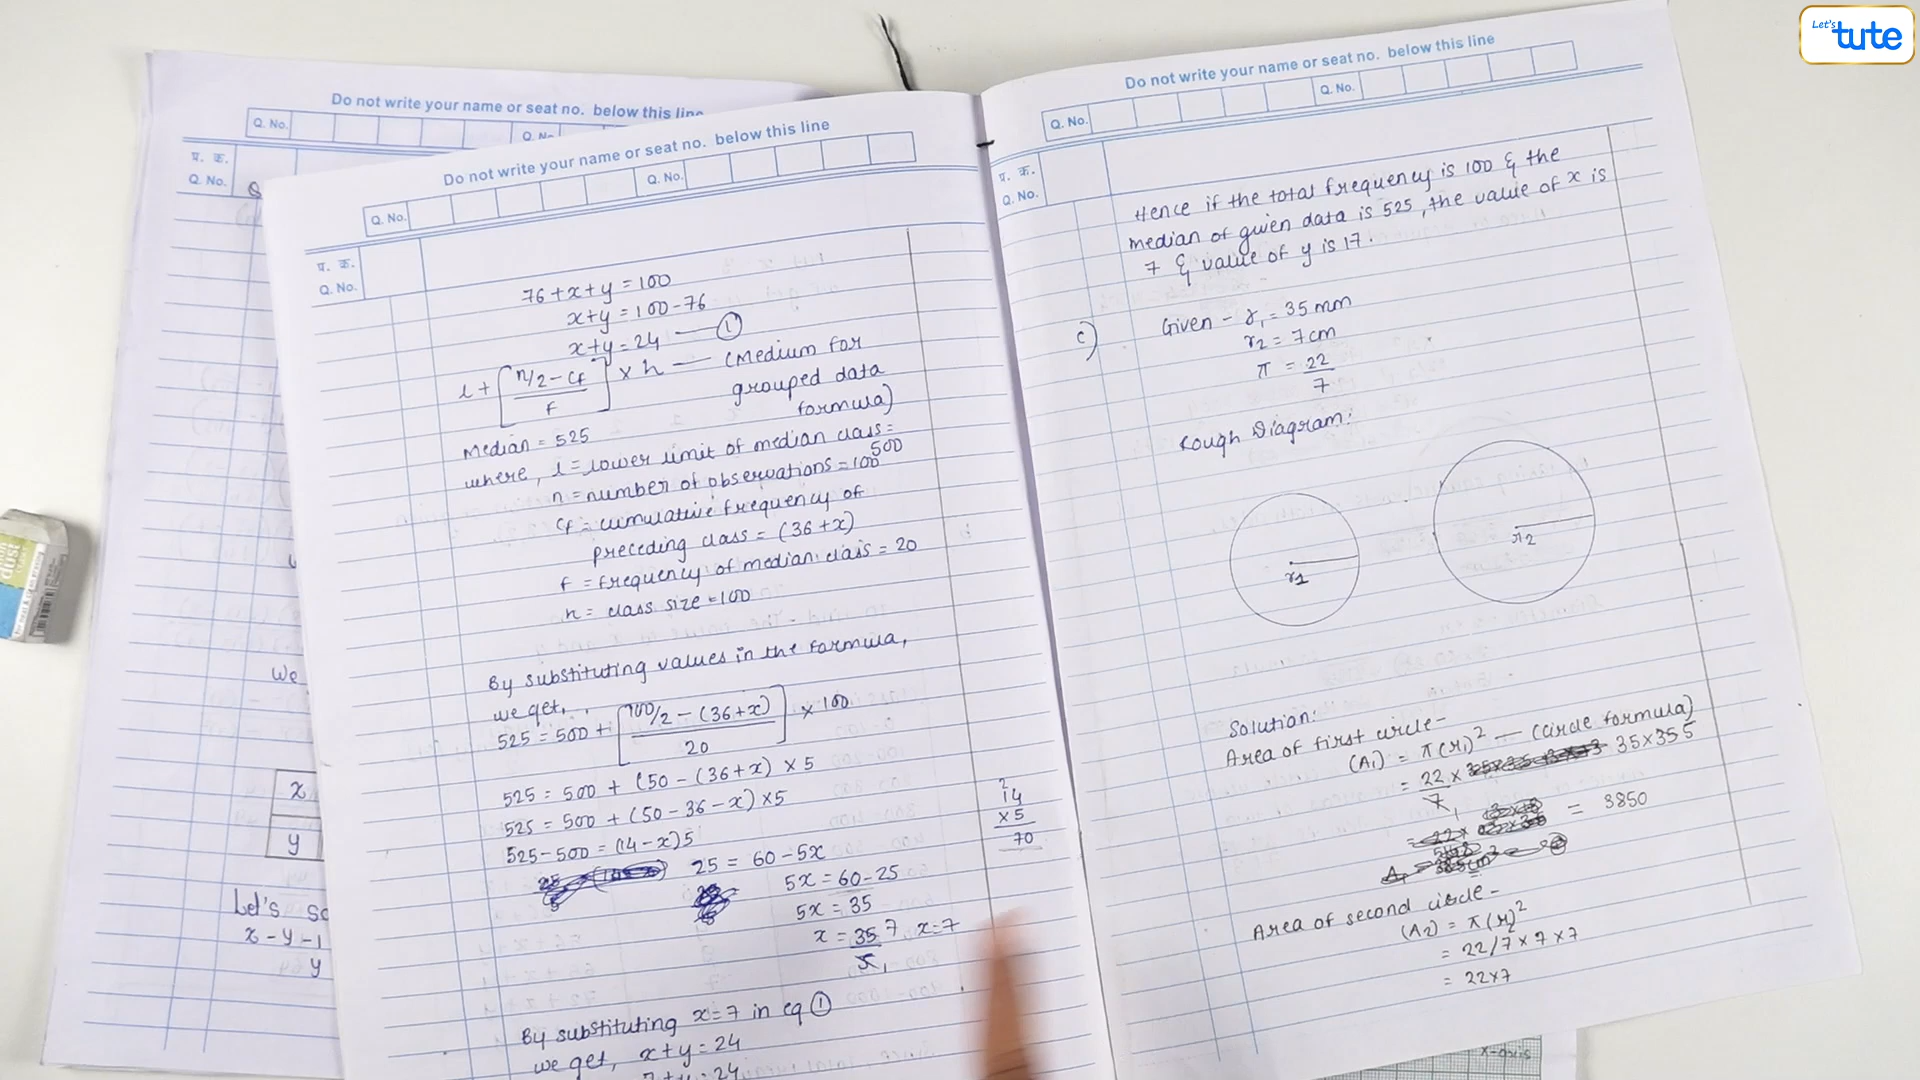 Let's
tute
Do not write your name or seat no. below this line
Q. No.
प. क्र.
Q. No.
We
x
y
Let's
x-y-1
y
Do not write your name or seat no. below this line
Q. No.
Q. No.
प. क्र.
Q. No.
76+x+y=100
x+y=100-76
x+y=24 — ①
l+[n/2-cf/f] x h — (Medium for
grouped data
formula)
Median = 525
where, l = lower limit of median class =
500
n = number of observations = 100
cf = cumulative frequency of
preceding class = (36+x)
f = frequency of median class = 20
h = class size = 100
By substituting values in the formula,
we get,
525 = 500 + [100/2-(36+x)/20] x 100
525 = 500 + (50-(36+x) x 5
525 = 500 + (50-36-x) x5
525-500 = (14-x)5
25 = 60-5x
5x = 60-25
5x = 35
x = 35/5 7 x=7
14
x5
70
By substituting x=7 in eq ①
we get, x+y=24
7+y=24
Do not write your name or seat no. below this line
Q. No.
Q. No.
प. क्र.
Q. No.
Hence if the total frequency is 100 & the
median of given data is 525, the value of x is
7 & value of y is 17.
c)
Given - r₁ = 35 mm
r2 = 7cm
π = 22/7
Rough Diagram:
r1
r2
Solution:
Area of first circle-
(A₁) = π(r₁)² — (circle formula)
= 22/7 x 35x35 5
= 3850
Area of second circle-
(A2) = π(r2)²
= 22/7 x 7 x 7
= 22x7
x-axis